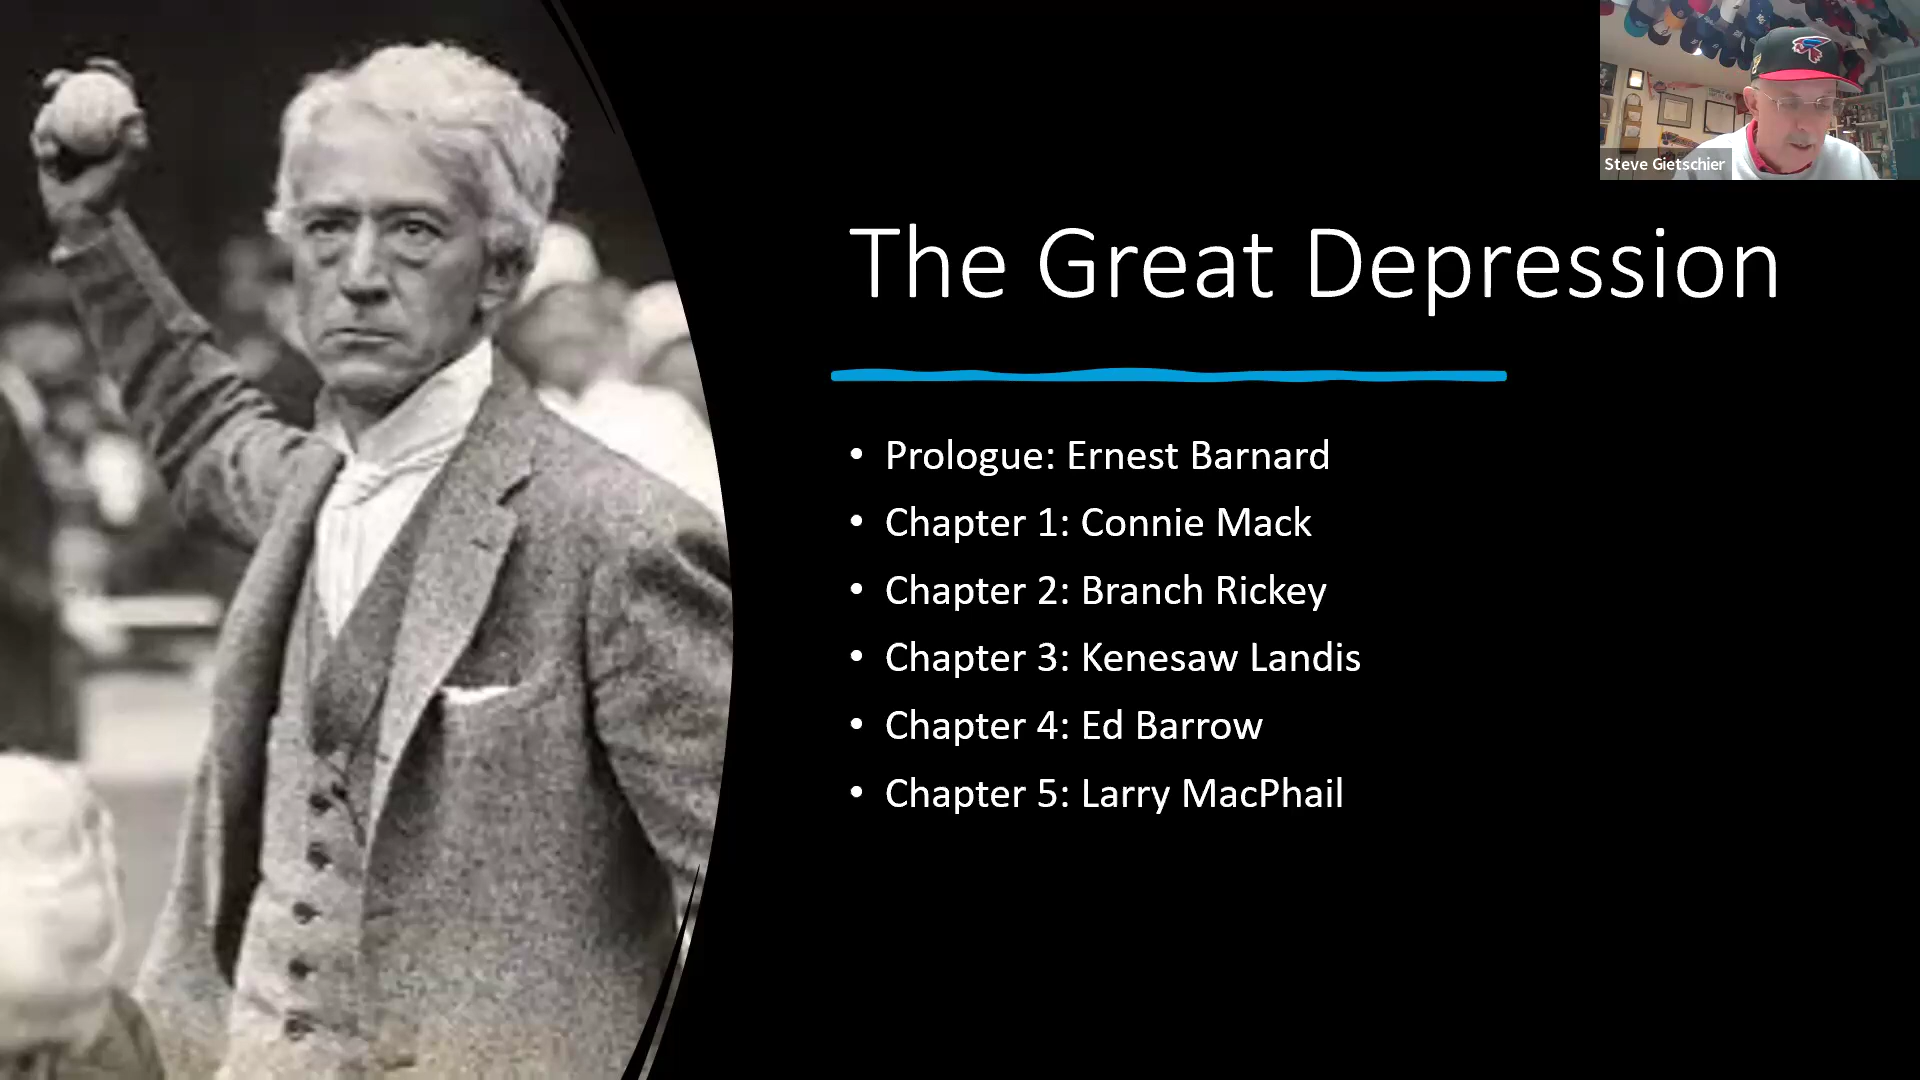 Steve Gietschier
The Great Depression
• Prologue: Ernest Barnard
• Chapter 1: Connie Mack
• Chapter 2: Branch Rickey
• Chapter 3: Kenesaw Landis
• Chapter 4: Ed Barrow
• Chapter 5: Larry MacPhail